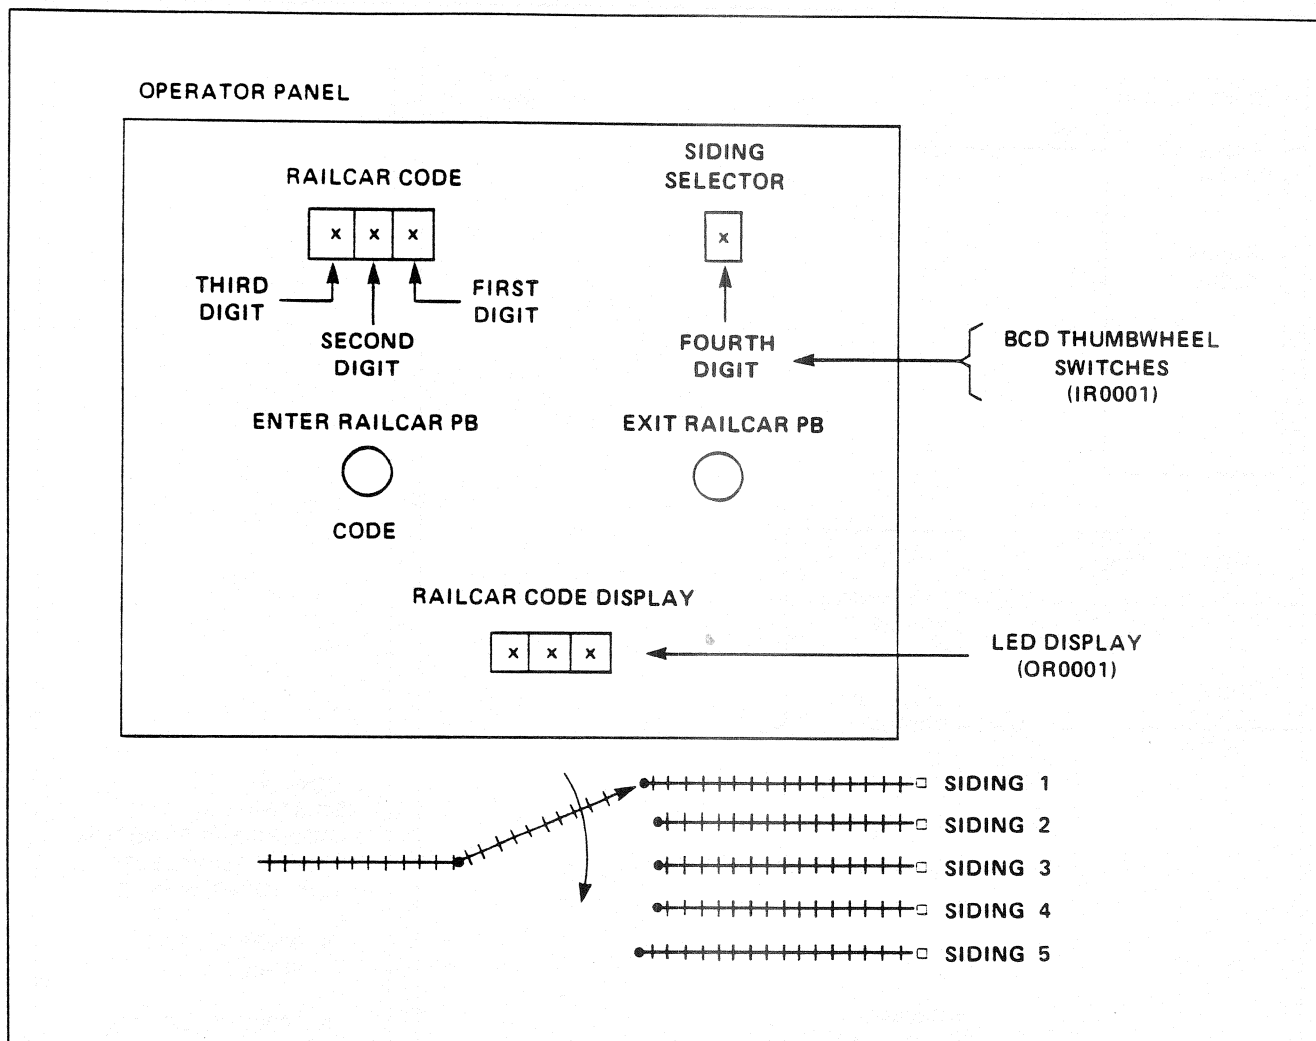 OPERATOR PANEL
RAILCAR CODE
x x x
THIRD
DIGIT
SECOND
DIGIT
FIRST
DIGIT
SIDING
SELECTOR
x
FOURTH
DIGIT
BCD THUMBWHEEL
SWITCHES
(IR0001)
ENTER RAILCAR PB
CODE
EXIT RAILCAR PB
RAILCAR CODE DISPLAY
x x x
LED DISPLAY
(OR0001)
SIDING 1
SIDING 2
SIDING 3
SIDING 4
SIDING 5